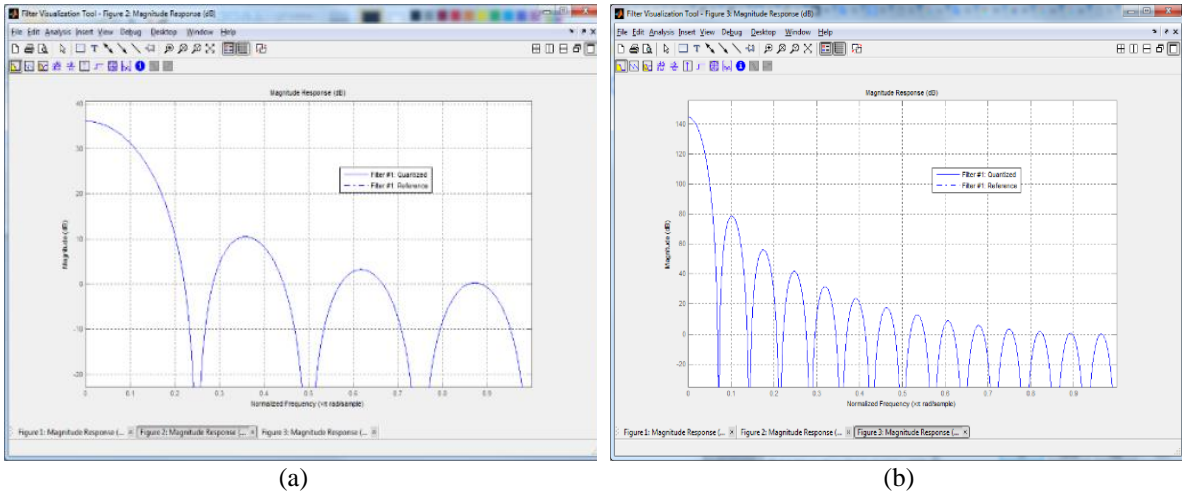 Filter Visualization Tool - Figure 2: Magnitude Response (dB)
File Edit Analysis Insert View Debug Desktop Window Help
Magnitude Response (dB)
40
30
20
10
0
-10
-20
Magnitude (dB)
Filter #1: Quantized
Filter #1: Reference
0 0.1 0.2 0.3 0.4 0.5 0.6 0.7 0.8 0.9
Normalized Frequency (×π rad/sample)
Figure 1: Magnitude Response (... × Figure 2: Magnitude Response (... × Figure 3: Magnitude Response (... ×
(a)
Filter Visualization Tool - Figure 3: Magnitude Response (dB)
File Edit Analysis Insert View Debug Desktop Window Help
Magnitude Response (dB)
140
120
100
80
60
40
20
0
-20
Magnitude (dB)
Filter #1: Quantized
Filter #1: Reference
0 0.1 0.2 0.3 0.4 0.5 0.6 0.7 0.8 0.9
Normalized Frequency (×π rad/sample)
Figure 1: Magnitude Response (... × Figure 2: Magnitude Response (... × Figure 3: Magnitude Response (... ×
(b)